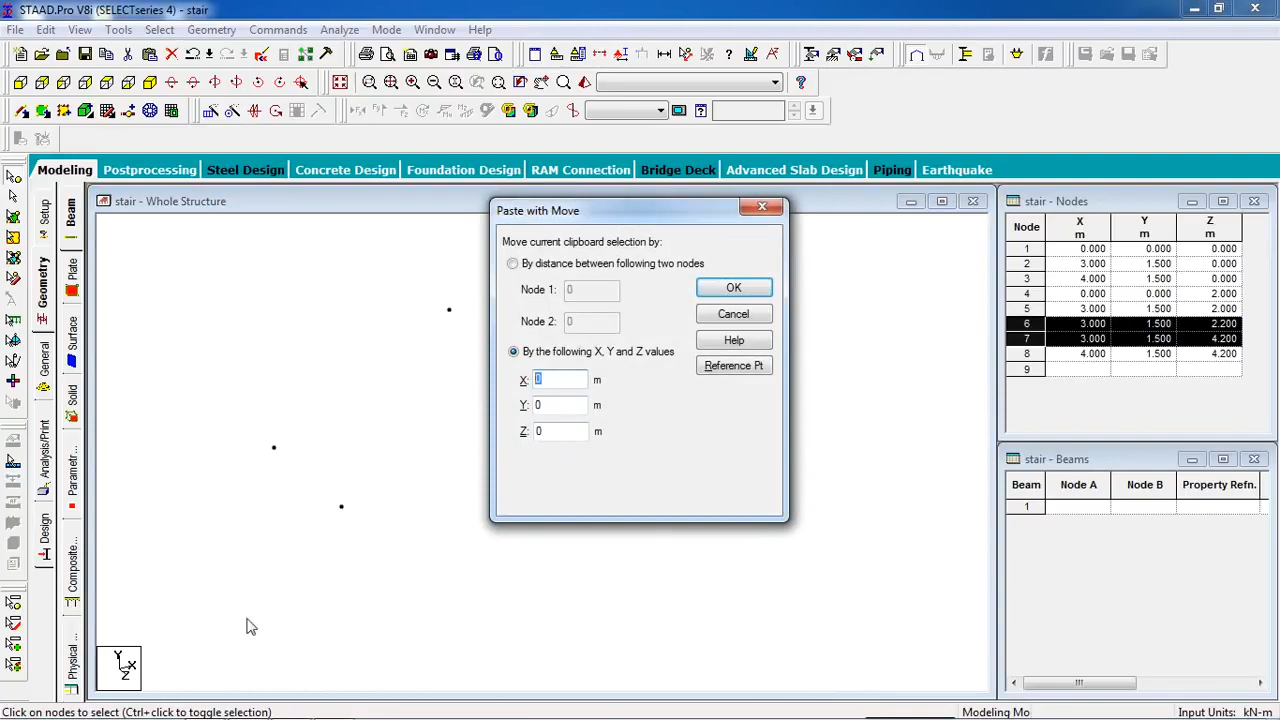 STAAD.Pro V8i (SELECTseries 4) - stair
File Edit View Tools Select Geometry Commands Analyze Mode Window Help
Modeling Postprocessing Steel Design Concrete Design Foundation Design RAM Connection Bridge Deck Advanced Slab Design Piping Earthquake
Setup
Geometry
General
Analysis/Print
Design
Beam
Plate
Surface
Solid
Parametr...
Composite...
Physical ...
stair - Whole Structure
Y
X
Z
Paste with Move
Move current clipboard selection by:
By distance between following two nodes
Node 1: 0
Node 2: 0
By the following X, Y and Z values
X: 0 m
Y: 0 m
Z: 0 m
OK
Cancel
Help
Reference Pt
stair - Nodes
Node X m Y m Z m
1 0.000 0.000 0.000
2 3.000 1.500 0.000
3 4.000 1.500 0.000
4 0.000 0.000 2.000
5 3.000 1.500 2.000
6 3.000 1.500 2.200
7 3.000 1.500 4.200
8 4.000 1.500 4.200
9
stair - Beams
Beam Node A Node B Property Refn.
1
Click on nodes to select (Ctrl+click to toggle selection)
Modeling Mo
Input Units: kN-m